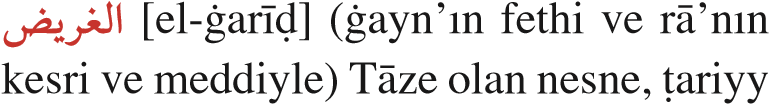 الغريض [el-ġarīḍ] (ġayn’ın fethi ve rā’nın
kesri ve meddiyle) Tāze olan nesne, ṭariyy